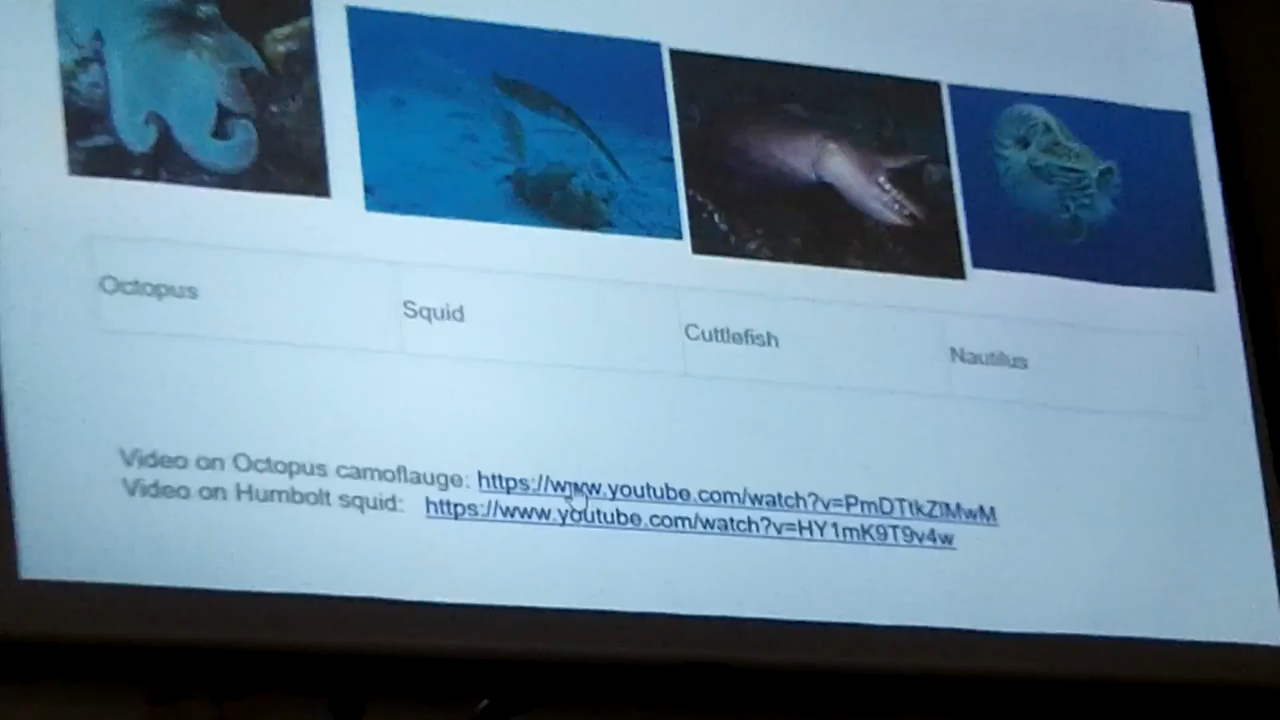 Octopus
Squid
Cuttlefish
Nautilus
Video on Octopus camoflauge: https://www.youtube.com/watch?v=PmDTtkZlMwM
Video on Humbolt squid: https://www.youtube.com/watch?v=HY1mK9T9v4w